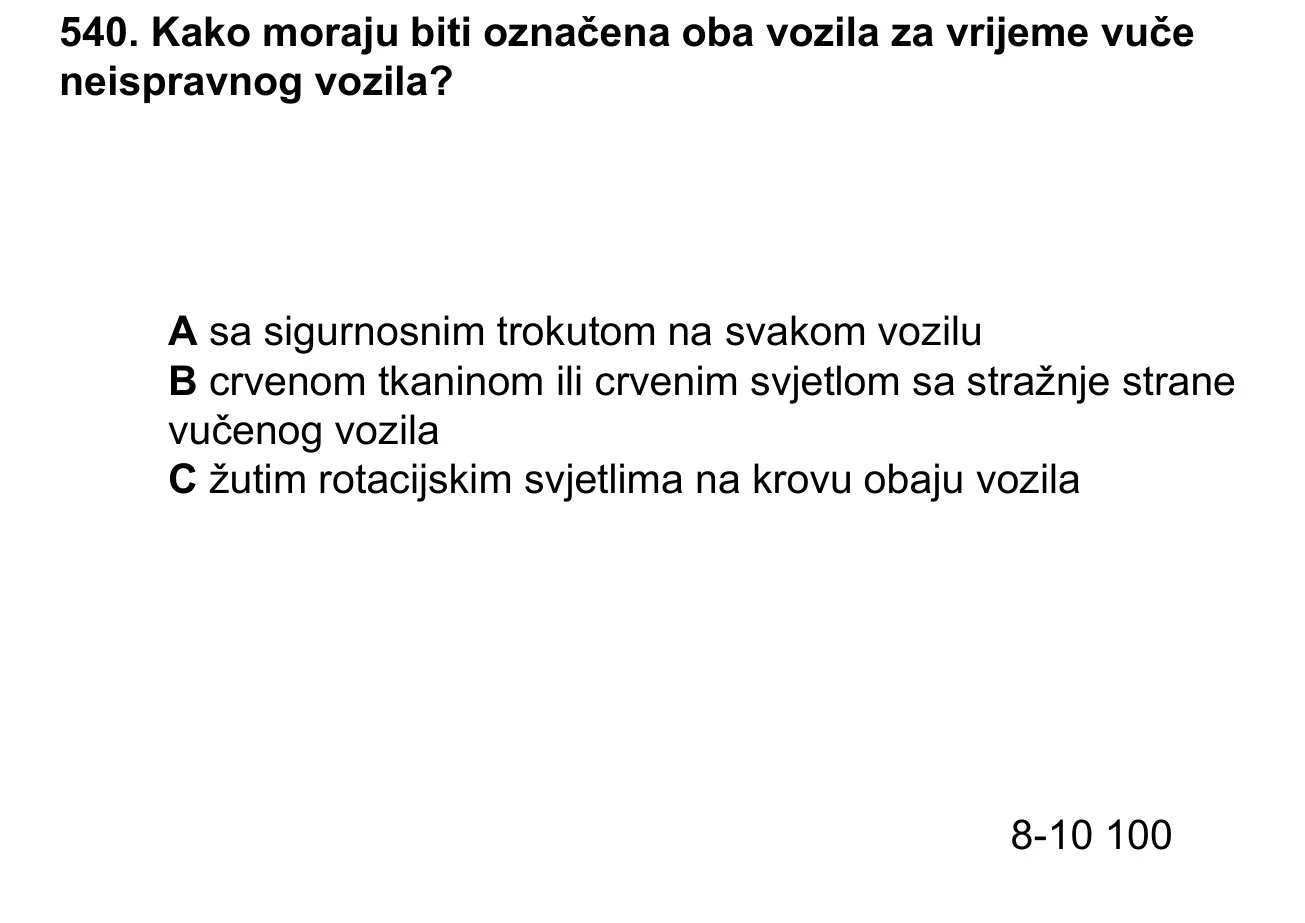 540. Kako moraju biti označena oba vozila za vrijeme vuče
neispravnog vozila?
A sa sigurnosnim trokutom na svakom vozilu
B crvenom tkaninom ili crvenim svjetlom sa stražnje strane
vučenog vozila
C žutim rotacijskim svjetlima na krovu obaju vozila
8-10 100